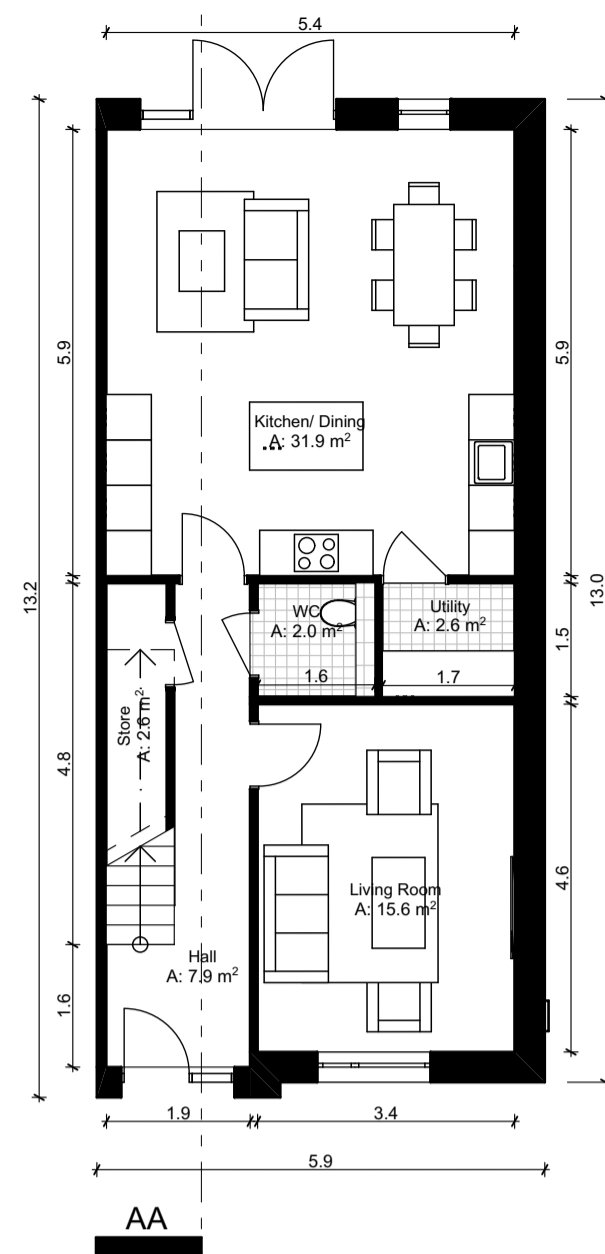 5.4
5.9
5.9
Kitchen/ Dining
A: 31.9 m²
13.2
13.0
WC
A: 2.0 m²
Utility
A: 2.6 m²
1.5
1.6
1.7
Store
A: 2.6 m²
4.8
Living Room
A: 15.6 m²
4.6
Hall
A: 7.9 m²
1.6
1.9
3.4
5.9
AA